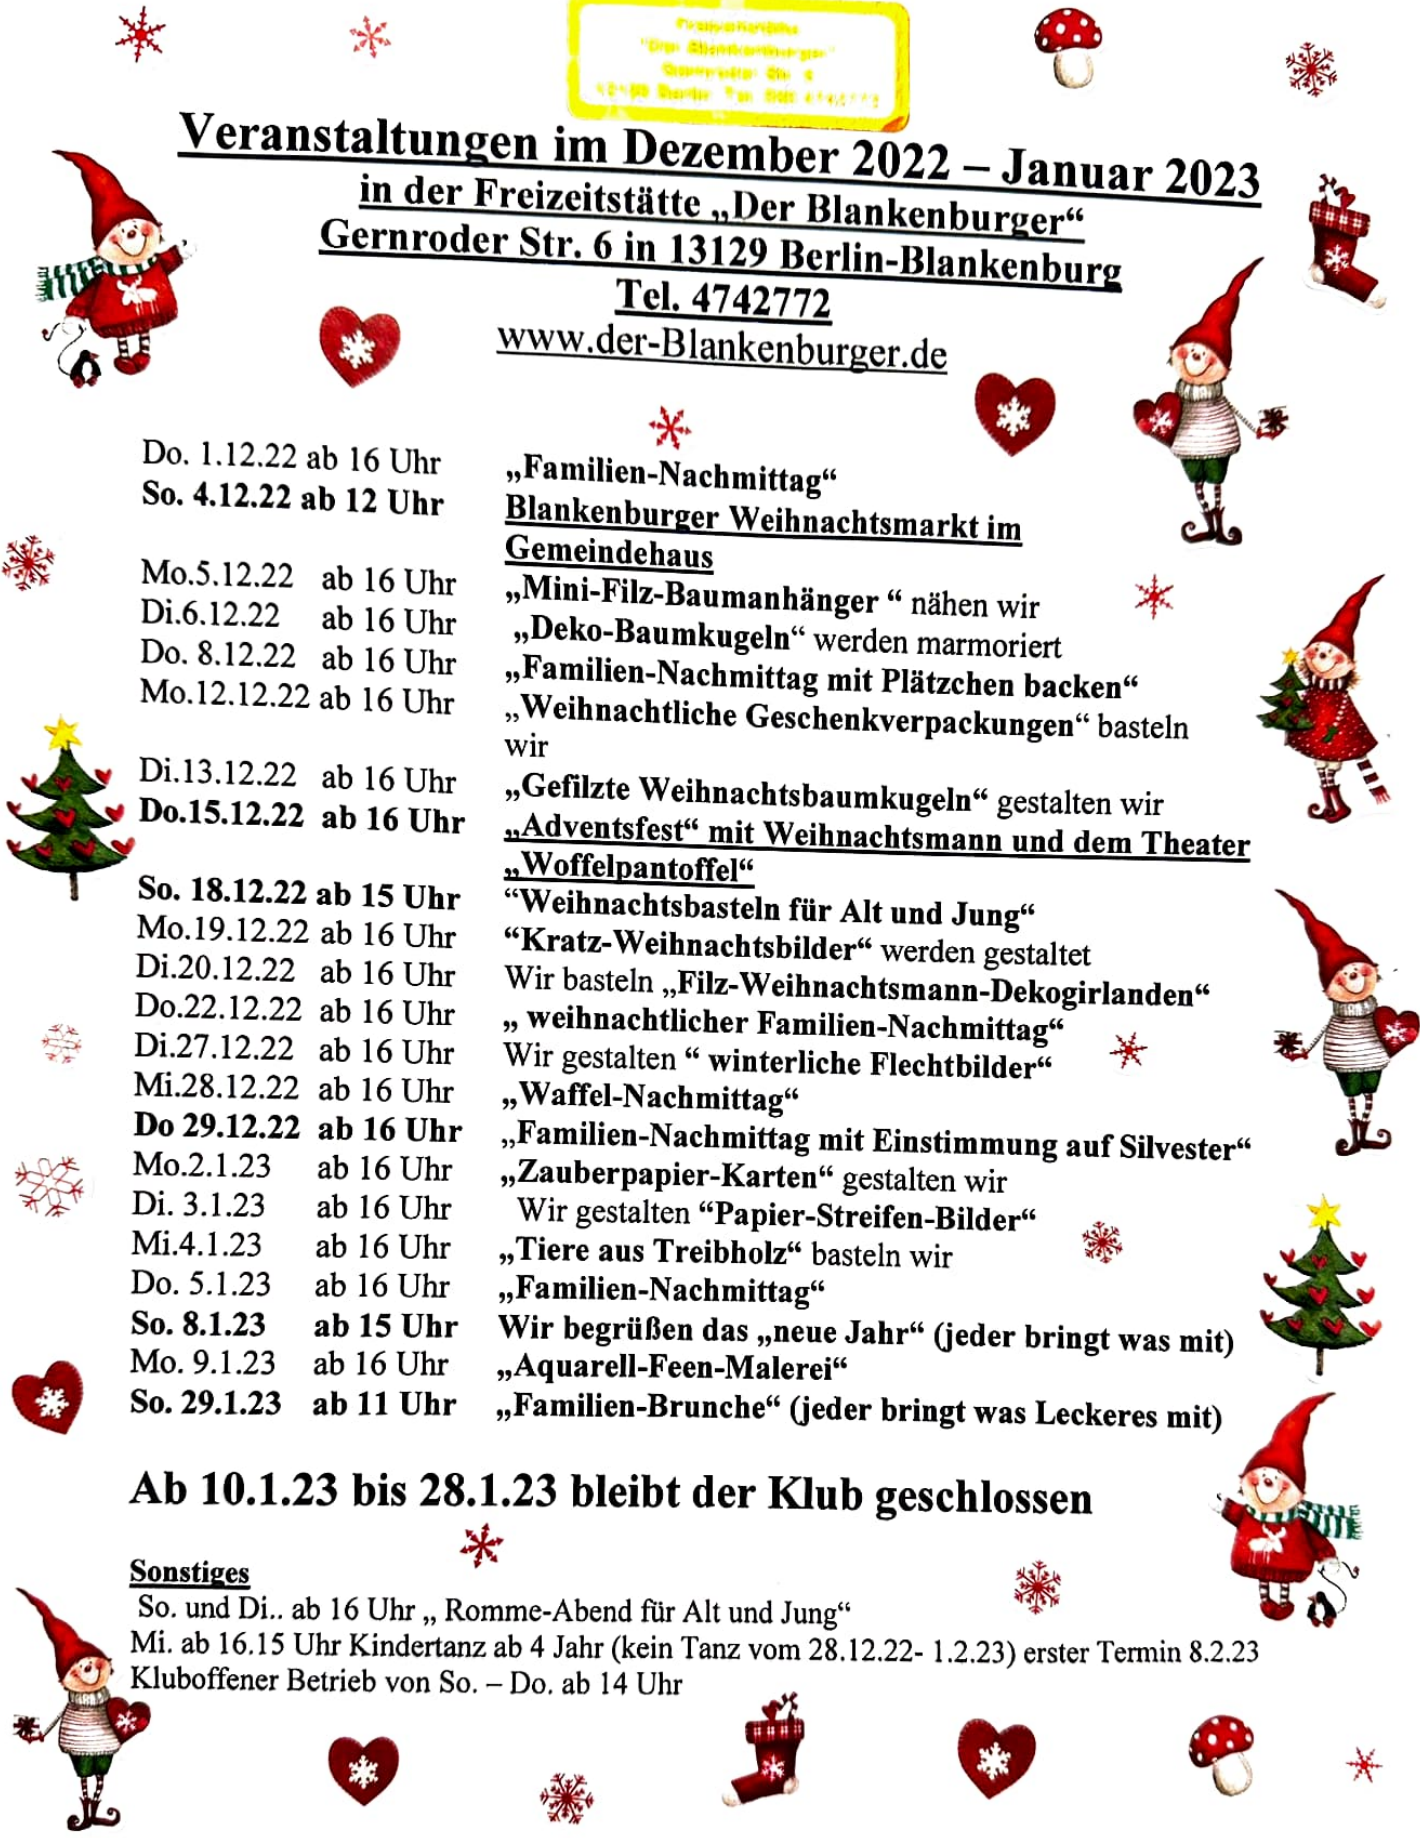 Veranstaltungen im Dezember 2022 – Januar 2023
in der Freizeitstätte „Der Blankenburger“
Gernroder Str. 6 in 13129 Berlin-Blankenburg
Tel. 4742772
www.der-Blankenburger.de
Do. 1.12.22 ab 16 Uhr „Familien-Nachmittag“
So. 4.12.22 ab 12 Uhr Blankenburger Weihnachtsmarkt im
Gemeindehaus
Mo.5.12.22 ab 16 Uhr „Mini-Filz-Baumanhänger “ nähen wir
Di.6.12.22 ab 16 Uhr „Deko-Baumkugeln“ werden marmoriert
Do. 8.12.22 ab 16 Uhr „Familien-Nachmittag mit Plätzchen backen“
Mo.12.12.22 ab 16 Uhr „Weihnachtliche Geschenkverpackungen“ basteln
wir
Di.13.12.22 ab 16 Uhr „Gefilzte Weihnachtsbaumkugeln“ gestalten wir
Do.15.12.22 ab 16 Uhr „Adventsfest“ mit Weihnachtsmann und dem Theater
„Woffelpantoffel“
So. 18.12.22 ab 15 Uhr “Weihnachtsbasteln für Alt und Jung“
Mo.19.12.22 ab 16 Uhr “Kratz-Weihnachtsbilder“ werden gestaltet
Di.20.12.22 ab 16 Uhr Wir basteln „Filz-Weihnachtsmann-Dekogirlanden“
Do.22.12.22 ab 16 Uhr „ weihnachtlicher Familien-Nachmittag“
Di.27.12.22 ab 16 Uhr Wir gestalten “ winterliche Flechtbilder“
Mi.28.12.22 ab 16 Uhr „Waffel-Nachmittag“
Do 29.12.22 ab 16 Uhr „Familien-Nachmittag mit Einstimmung auf Silvester“
Mo.2.1.23 ab 16 Uhr „Zauberpapier-Karten“ gestalten wir
Di. 3.1.23 ab 16 Uhr Wir gestalten “Papier-Streifen-Bilder“
Mi.4.1.23 ab 16 Uhr „Tiere aus Treibholz“ basteln wir
Do. 5.1.23 ab 16 Uhr „Familien-Nachmittag“
So. 8.1.23 ab 15 Uhr Wir begrüßen das „neue Jahr“ (jeder bringt was mit)
Mo. 9.1.23 ab 16 Uhr „Aquarell-Feen-Malerei“
So. 29.1.23 ab 11 Uhr „Familien-Brunche“ (jeder bringt was Leckeres mit)
Ab 10.1.23 bis 28.1.23 bleibt der Klub geschlossen
Sonstiges
So. und Di.. ab 16 Uhr „ Romme-Abend für Alt und Jung“
Mi. ab 16.15 Uhr Kindertanz ab 4 Jahr (kein Tanz vom 28.12.22- 1.2.23) erster Termin 8.2.23
Kluboffener Betrieb von So. – Do. ab 14 Uhr